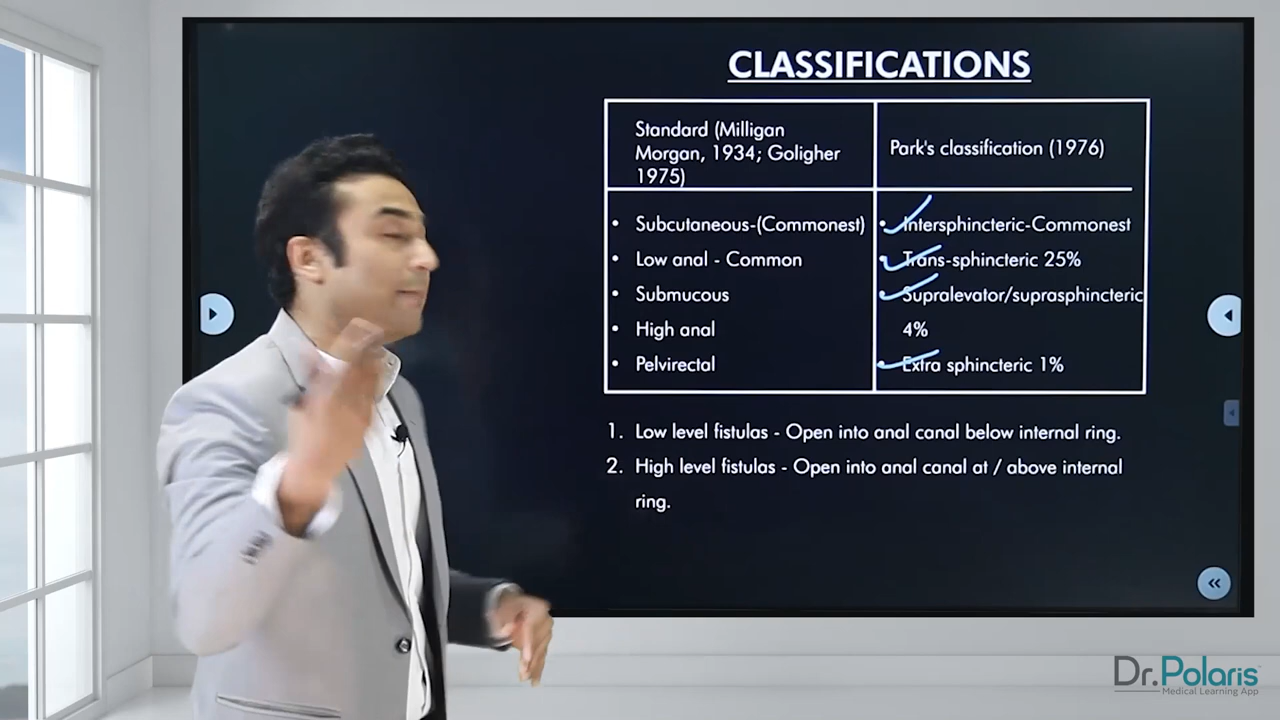 CLASSIFICATIONS
Standard (Milligan
Morgan, 1934; Goligher
1975)
Park's classification (1976)
• Subcutaneous-(Commonest)
• Low anal - Common
• Submucous
• High anal
• Pelvirectal
• Intersphincteric-Commonest
• Trans-sphincteric 25%
• Supralevator/suprasphincteric
4%
• Extra sphincteric 1%
1. Low level fistulas - Open into anal canal below internal ring.
2. High level fistulas - Open into anal canal at / above internal
ring.
Dr.Polaris
Medical Learning App